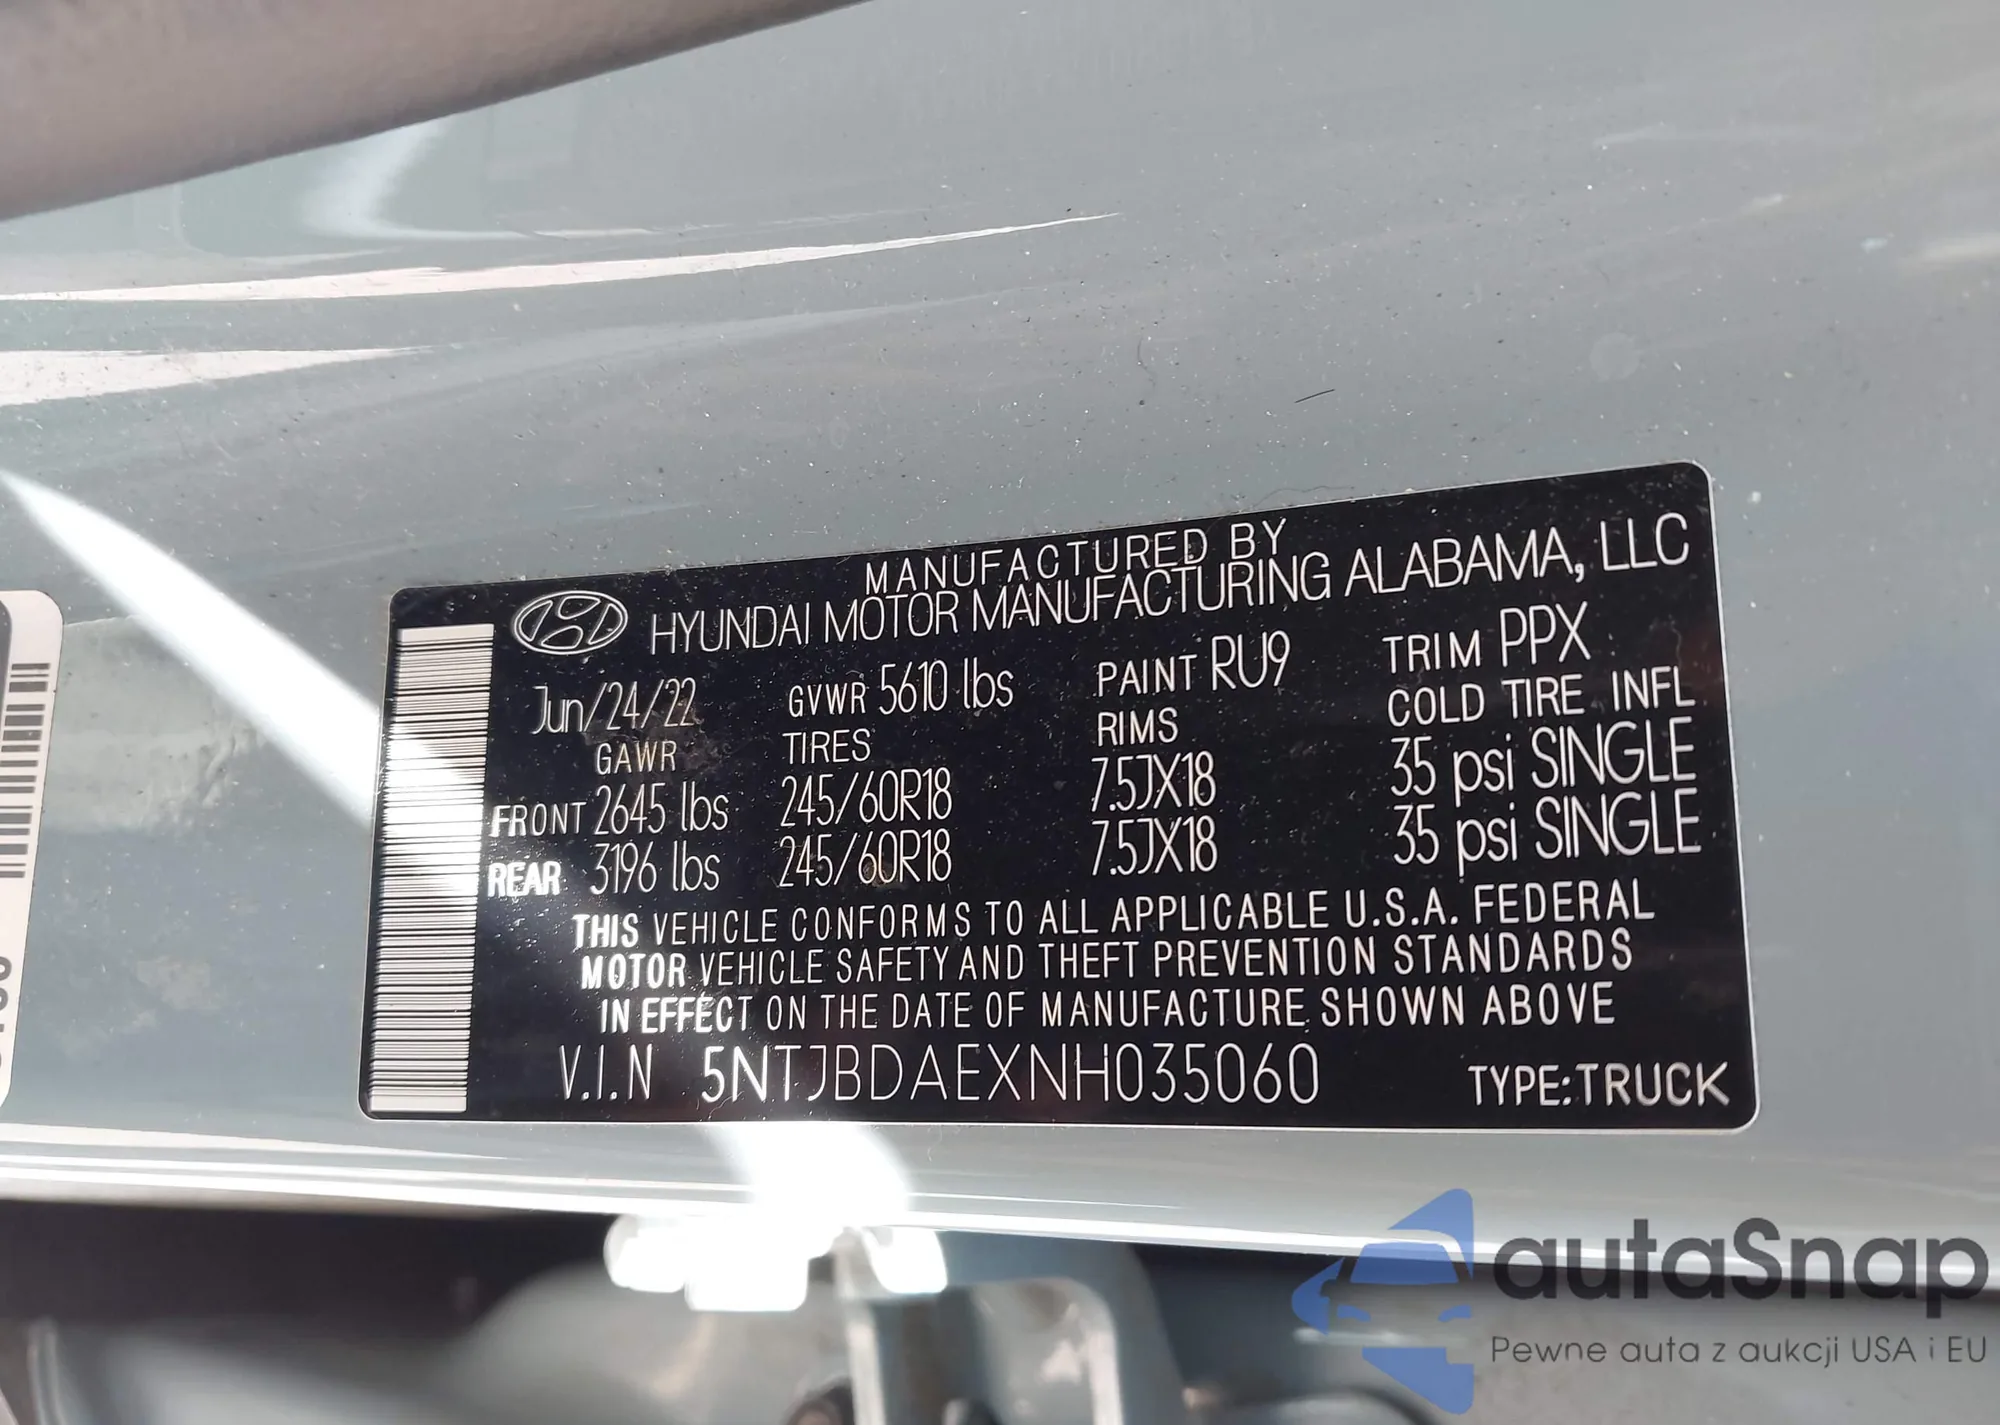 MANUFACTURED BY
HYUNDAI MOTOR MANUFACTURING ALABAMA, LLC
Jun/24/22 GVWR 5610 lbs PAINT RU9 TRIM PPX
GAWR TIRES RIMS COLD TIRE INFL
FRONT 2645 lbs 245/60R18 7.5JX18 35 psi SINGLE
REAR 3196 lbs 245/60R18 7.5JX18 35 psi SINGLE
THIS VEHICLE CONFORMS TO ALL APPLICABLE U.S.A. FEDERAL
MOTOR VEHICLE SAFETY AND THEFT PREVENTION STANDARDS
IN EFFECT ON THE DATE OF MANUFACTURE SHOWN ABOVE
V.I.N 5NTJBDAEXNH035060 TYPE:TRUCK
autaSnap
Pewne auta z aukcji USA i EU